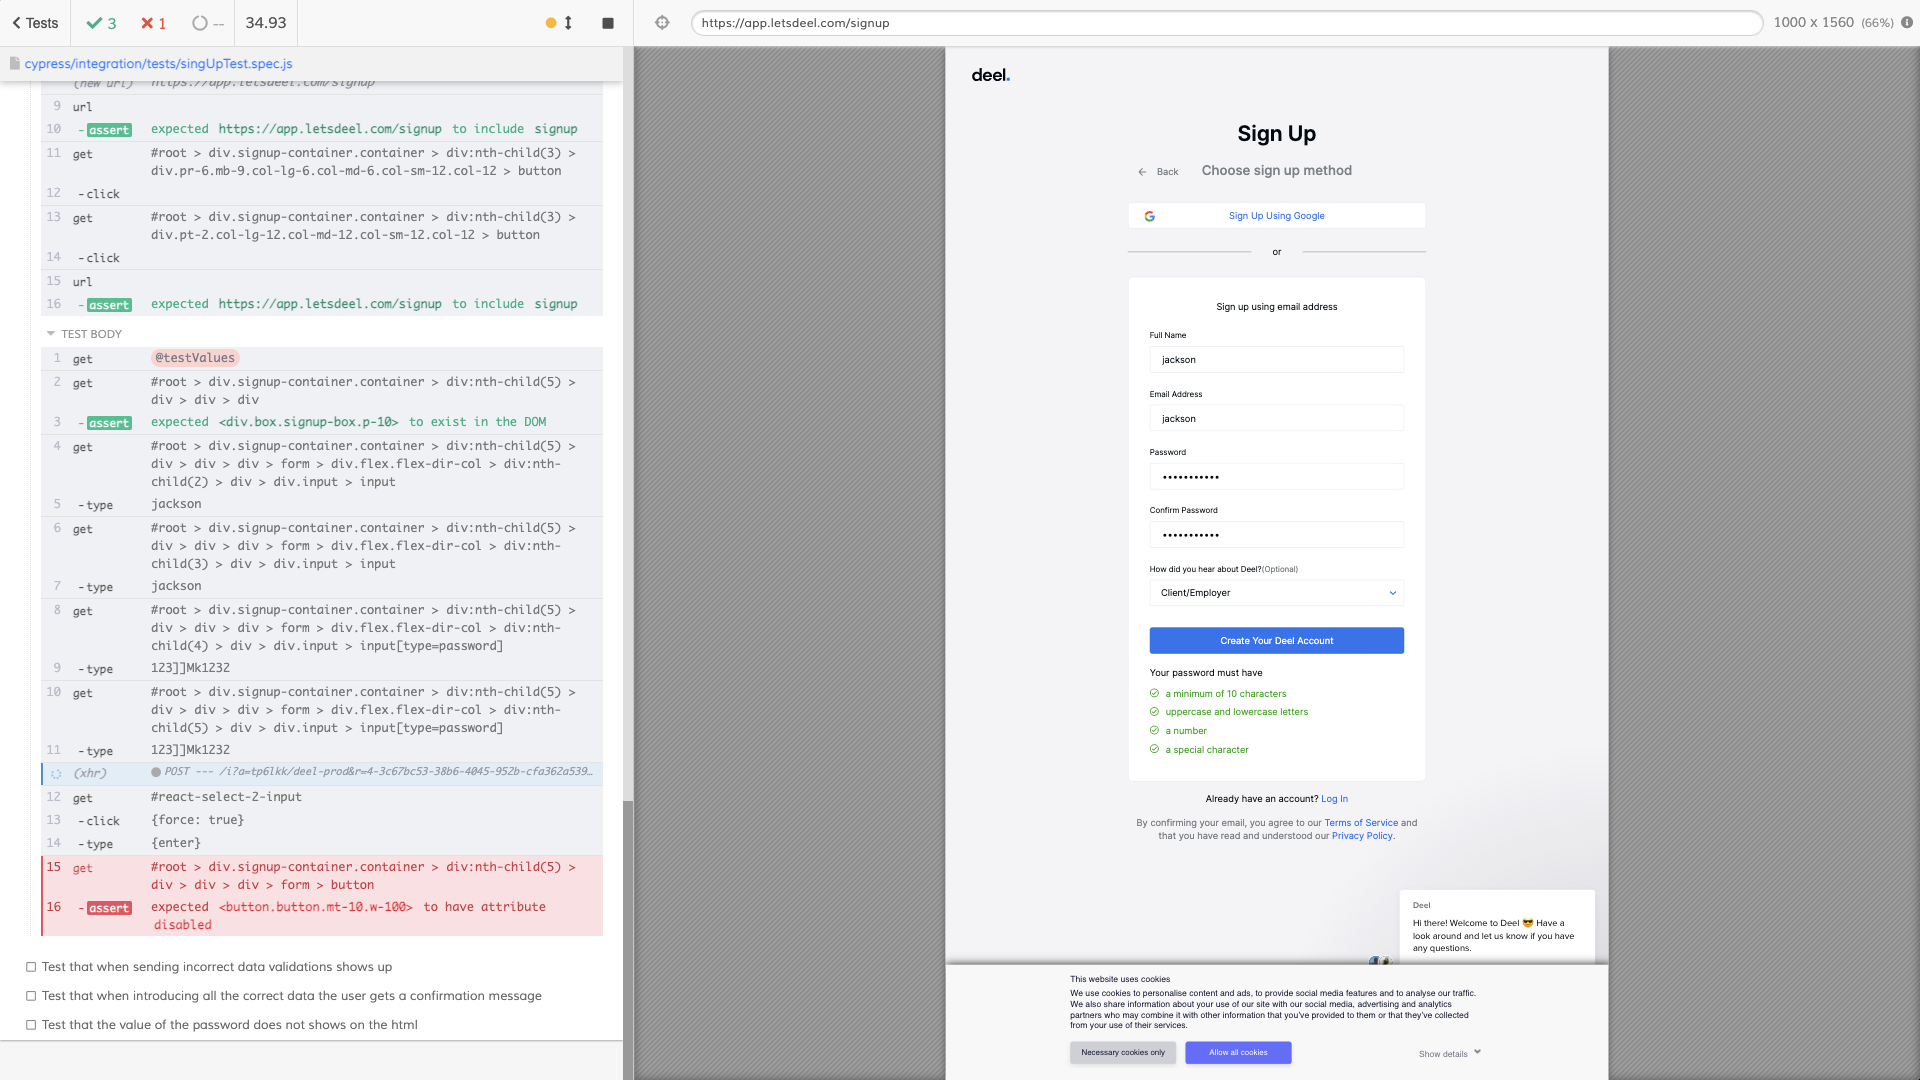 Tests
3
1
--
34.93
https://app.letsdeel.com/signup
1000 x 1560 (66%)
cypress/integration/tests/singUpTest.spec.js
(new url) https://app.letsdeel.com/signup
9 url
10 -assert expected https://app.letsdeel.com/signup to include signup
11 get #root > div.signup-container.container > div:nth-child(3) >
div.pr-6.mb-9.col-lg-6.col-md-6.col-sm-12.col-12 > button
12 -click
13 get #root > div.signup-container.container > div:nth-child(3) >
div.pt-2.col-lg-12.col-md-12.col-sm-12.col-12 > button
14 -click
15 url
16 -assert expected https://app.letsdeel.com/signup to include signup
TEST BODY
1 get @testValues
2 get #root > div.signup-container.container > div:nth-child(5) >
div > div > div
3 -assert expected <div.box.signup-box.p-10> to exist in the DOM
4 get #root > div.signup-container.container > div:nth-child(5) >
div > div > div > form > div.flex.flex-dir-col > div:nth-
child(2) > div > div.input > input
5 -type jackson
6 get #root > div.signup-container.container > div:nth-child(5) >
div > div > div > form > div.flex.flex-dir-col > div:nth-
child(3) > div > div.input > input
7 -type jackson
8 get #root > div.signup-container.container > div:nth-child(5) >
div > div > div > form > div.flex.flex-dir-col > div:nth-
child(4) > div > div.input > input[type=password]
9 -type 123]]Mk1232
10 get #root > div.signup-container.container > div:nth-child(5) >
div > div > div > form > div.flex.flex-dir-col > div:nth-
child(5) > div > div.input > input[type=password]
11 -type 123]]Mk1232
(xhr) POST --- /i?a=tp6lkk/deel-prod&r=4-3c67bc53-38b6-4045-952b-cfa362a539…
12 get #react-select-2-input
13 -click {force: true}
14 -type {enter}
15 get #root > div.signup-container.container > div:nth-child(5) >
div > div > div > form > button
16 -assert expected <button.button.mt-10.w-100> to have attribute
disabled
Test that when sending incorrect data validations shows up
Test that when introducing all the correct data the user gets a confirmation message
Test that the value of the password does not shows on the html
deel.
Sign Up
Back
Choose sign up method
Sign Up Using Google
or
Sign up using email address
Full Name
jackson
Email Address
jackson
Password
•••••••••••
Confirm Password
•••••••••••
How did you hear about Deel?(Optional)
Client/Employer
Create Your Deel Account
Your password must have
a minimum of 10 characters
uppercase and lowercase letters
a number
a special character
Already have an account? Log In
By confirming your email, you agree to our Terms of Service and
that you have read and understood our Privacy Policy.
Deel
Hi there! Welcome to Deel 😎 Have a
look around and let us know if you have
any questions.
This website uses cookies
We use cookies to personalise content and ads, to provide social media features and to analyse our traffic.
We also share information about your use of our site with our social media, advertising and analytics
partners who may combine it with other information that you've provided to them or that they've collected
from your use of their services.
Necessary cookies only
Allow all cookies
Show details